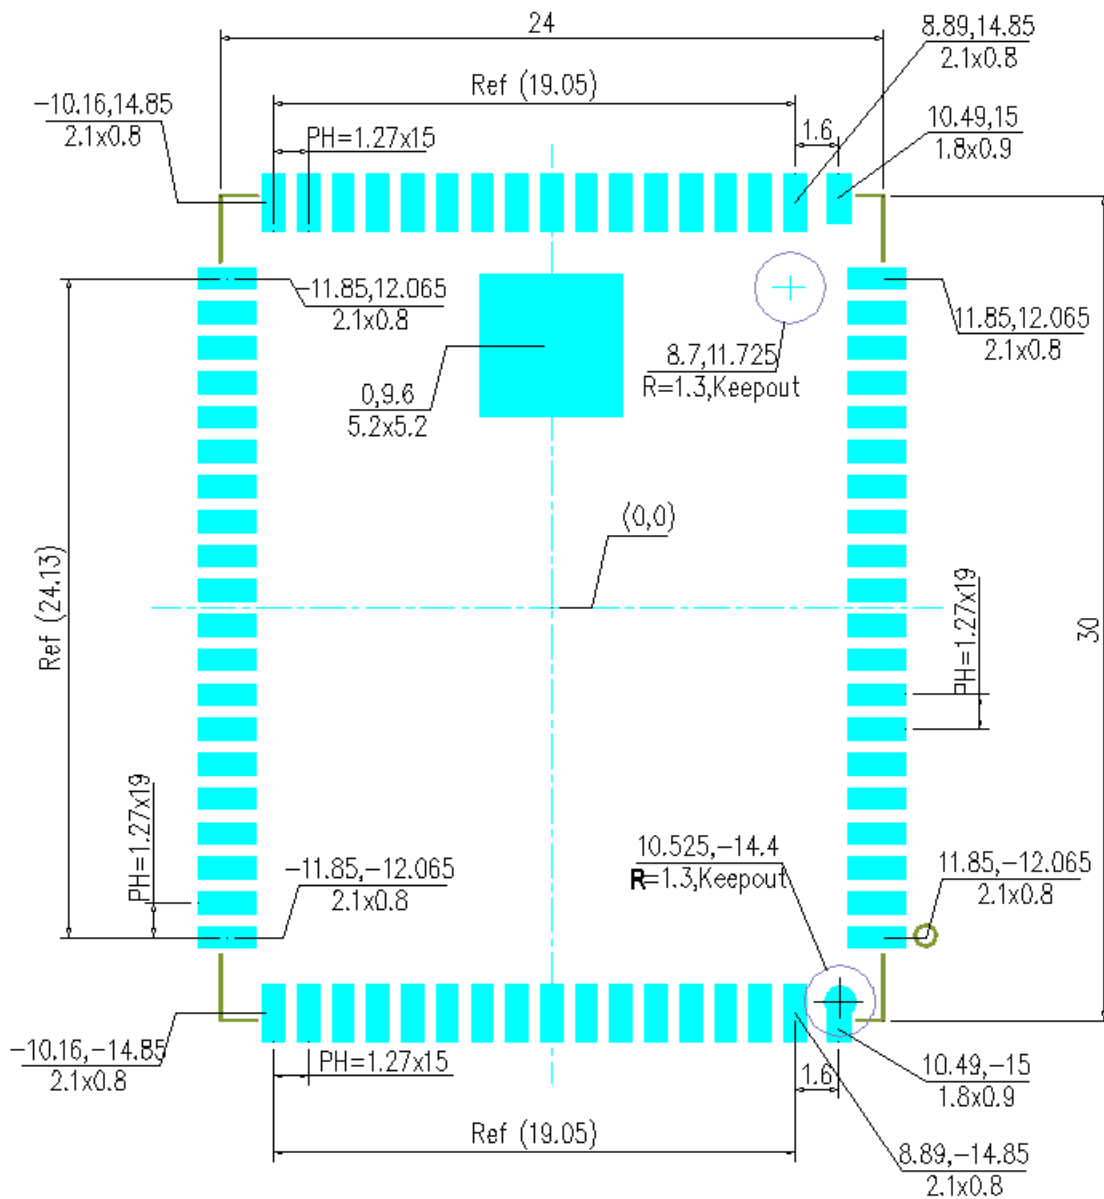 24
8.89,14.85
2.1x0.8
Ref (19.05)
-10.16,14.85
2.1x0.8
PH=1.27x15
1.6
10.49,15
1.8x0.9
-11.85,12.065
2.1x0.8
11.85,12.065
2.1x0.8
8.7,11.725
R=1.3,Keepout
0,9.6
5.2x5.2
(0,0)
Ref (24.13)
30
PH=1.27x19
PH=1.27x19
10.525,-14.4
R=1.3,Keepout
-11.85,-12.065
2.1x0.8
11.85,-12.065
2.1x0.8
-10.16,-14.85
2.1x0.8
PH=1.27x15
1.6
10.49,-15
1.8x0.9
Ref (19.05)
8.89,-14.85
2.1x0.8